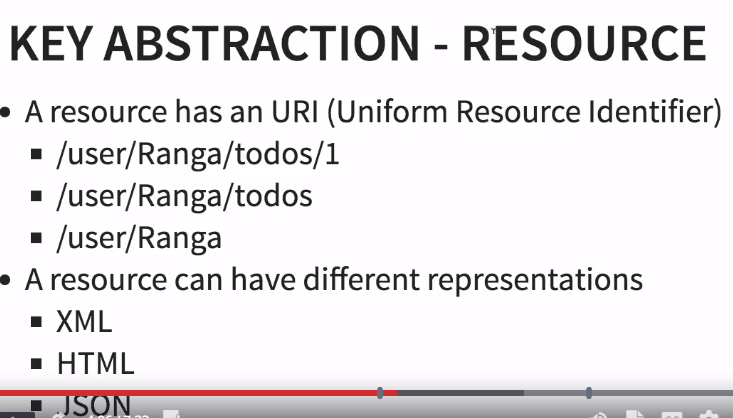 KEY ABSTRACTION - RESOURCE
• A resource has an URI (Uniform Resource Identifier)
▪ /user/Ranga/todos/1
▪ /user/Ranga/todos
▪ /user/Ranga
• A resource can have different representations
▪ XML
▪ HTML
▪ JSON